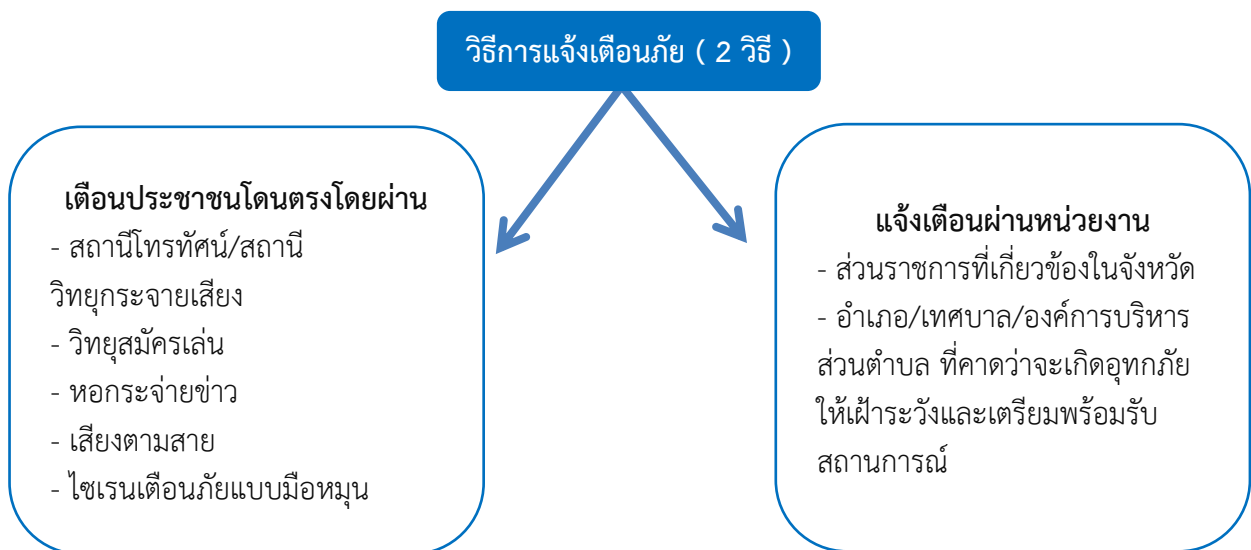 วิธีการแจ้งเตือนภัย ( 2 วิธี )
เตือนประชาชนโดนตรงโดยผ่าน
- สถานีโทรทัศน์/สถานี
วิทยุกระจายเสียง
- วิทยุสมัครเล่น
- หอกระจ่ายข่าว
- เสียงตามสาย
- ไซเรนเตือนภัยแบบมือหมุน
แจ้งเตือนผ่านหน่วยงาน
- ส่วนราชการที่เกี่ยวข้องในจังหวัด
- อำเภอ/เทศบาล/องค์การบริหาร
ส่วนตำบล ที่คาดว่าจะเกิดอุทกภัย
ให้เฝ้าระวังและเตรียมพร้อมรับ
สถานการณ์